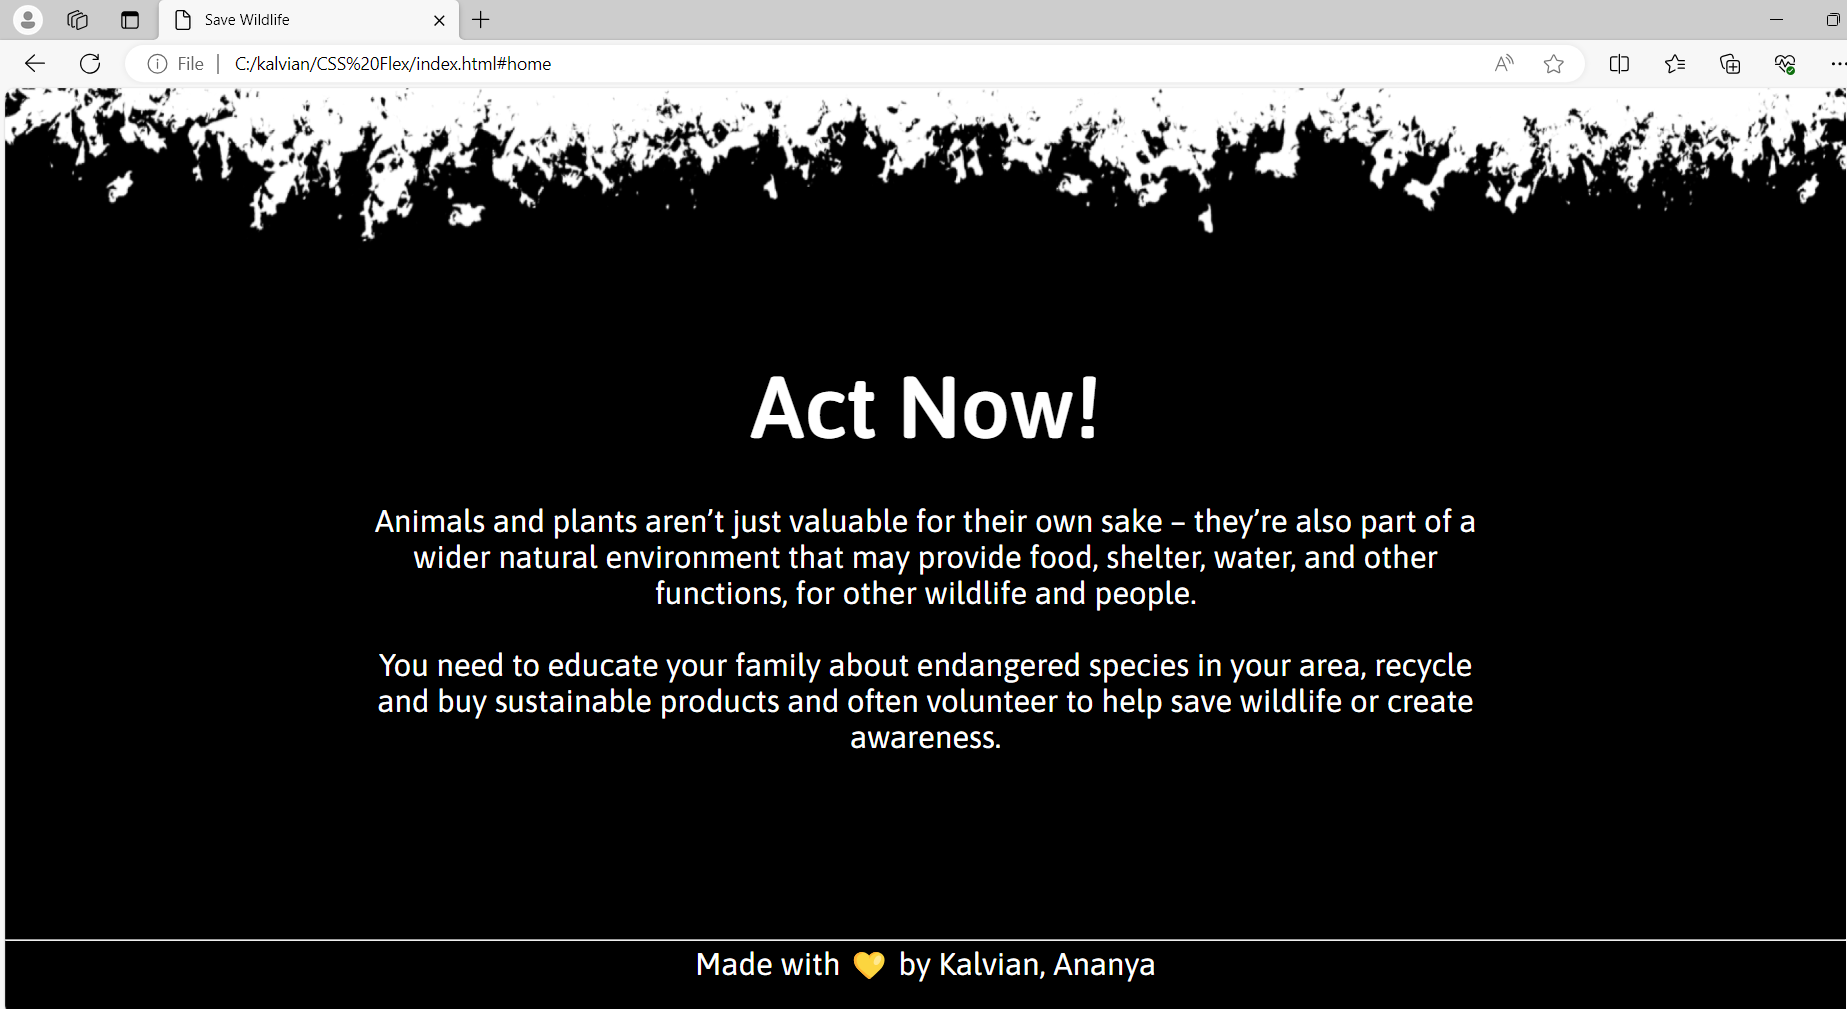 Save Wildlife
File | C:/kalvian/CSS%20Flex/index.html#home
Act Now!
Animals and plants aren’t just valuable for their own sake – they’re also part of a
wider natural environment that may provide food, shelter, water, and other
functions, for other wildlife and people.
You need to educate your family about endangered species in your area, recycle
and buy sustainable products and often volunteer to help save wildlife or create
awareness.
Made with 💛 by Kalvian, Ananya